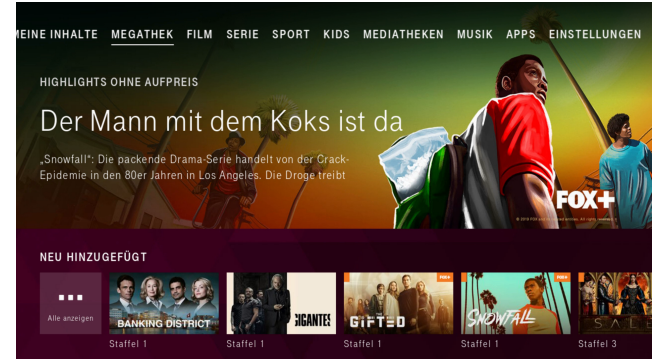 MEINE INHALTE MEGATHEK FILM SERIE SPORT KIDS MEDIATHEKEN MUSIK APPS EINSTELLUNGEN
HIGHLIGHTS OHNE AUFPREIS
Der Mann mit dem Koks ist da
„Snowfall“: Die packende Drama-Serie handelt von der Crack-
Epidemie in den 80er Jahren in Los Angeles. Die Droge treibt
FOX+
NEU HINZUGEFÜGT
Alle anzeigen
BANKING DISTRICT
GIGANTES
FOX+
GIFTED
FOX+
SNOWFALL
SALE
Staffel 1
Staffel 1
Staffel 1
Staffel 1
Staffel 3